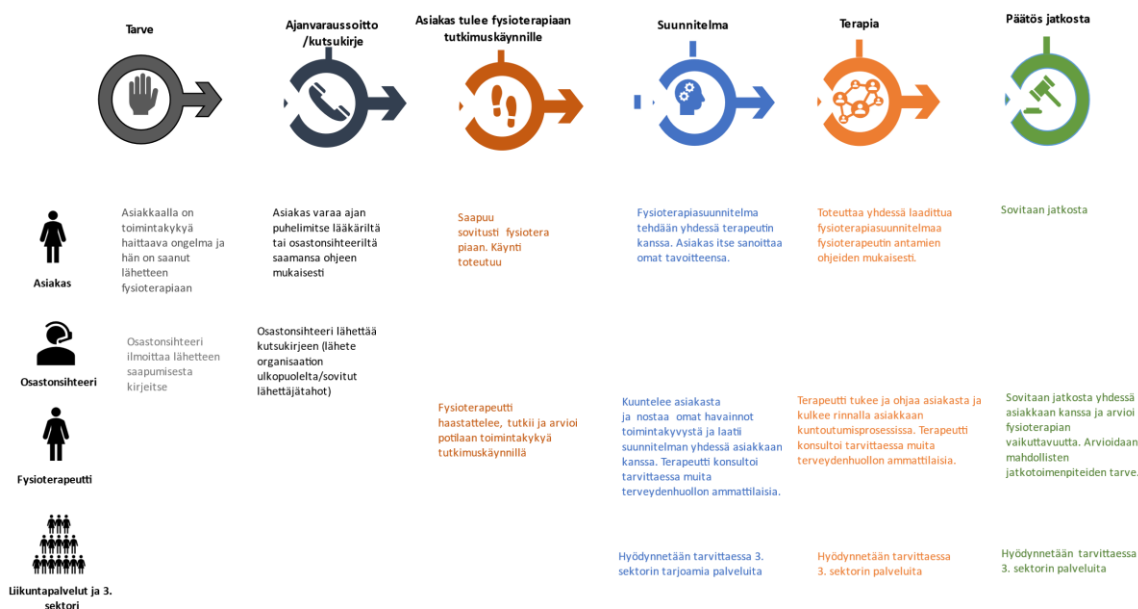 Tarve
Ajanvaraussoitto
/kutsukirje
Asiakas tulee fysioterapiaan
tutkimuskäynnille
Suunnitelma
Terapia
Päätös jatkosta
Asiakas
Asiakkaalla on
toimintakykyä
haittaava ongelma ja
hän on saanut
lähetteen
fysioterapiaan
Asiakas varaa ajan
puhelimitse lääkäriltä
tai osastonsihteeriltä
saamansa ohjeen
mukaisesti
Saapuu
sovitusti fysiotera
piaan. Käynti
toteutuu
Fysioterapiasuunnitelma
tehdään yhdessä terapeutin
kanssa. Asiakas itse sanoittaa
omat tavoitteensa.
Toteuttaa yhdessä laadittua
fysioterapiasuunnitelmaa
fysioterapeutin antamien
ohjeiden mukaisesti.
Sovitaan jatkosta
Osastonsihteeri
Osastonsihteeri
ilmoittaa lähetteen
saapumisesta
kirjeitse
Osastonsihteeri lähettää
kutsukirjeen (lähete
organisaation
ulkopuolelta/sovitut
lähettäjätahot)
Fysioterapeutti
Fysioterapeutti
haastattelee, tutkii ja arvioi
potilaan toimintakykyä
tutkimuskäynnillä
Kuuntelee asiakasta
ja nostaa omat havainnot
toimintakyvystä ja laatii
suunnitelman yhdessä asiakkaan
kanssa. Terapeutti konsultoi
tarvittaessa muita
terveydenhuollon ammattilaisia.
Terapeutti tukee ja ohjaa asiakasta ja
kulkee rinnalla asiakkaan
kuntoutumisprosessissa. Terapeutti
konsultoi tarvittaessa muita
terveydenhuollon ammattilaisia.
Sovitaan jatkosta yhdessä
asiakkaan kanssa ja arvioi
fysioterapian
vaikuttavuutta. Arvioidaan
mahdollisten
jatkotoimenpiteiden tarve.
Liikuntapalvelut ja 3.
sektori
Hyödynnetään tarvittaessa 3.
sektorin tarjoamia palveluita
Hyödynnetään tarvittaessa
3. sektorin palveluita
Hyödynnetään tarvittaessa
3. sektorin palveluita